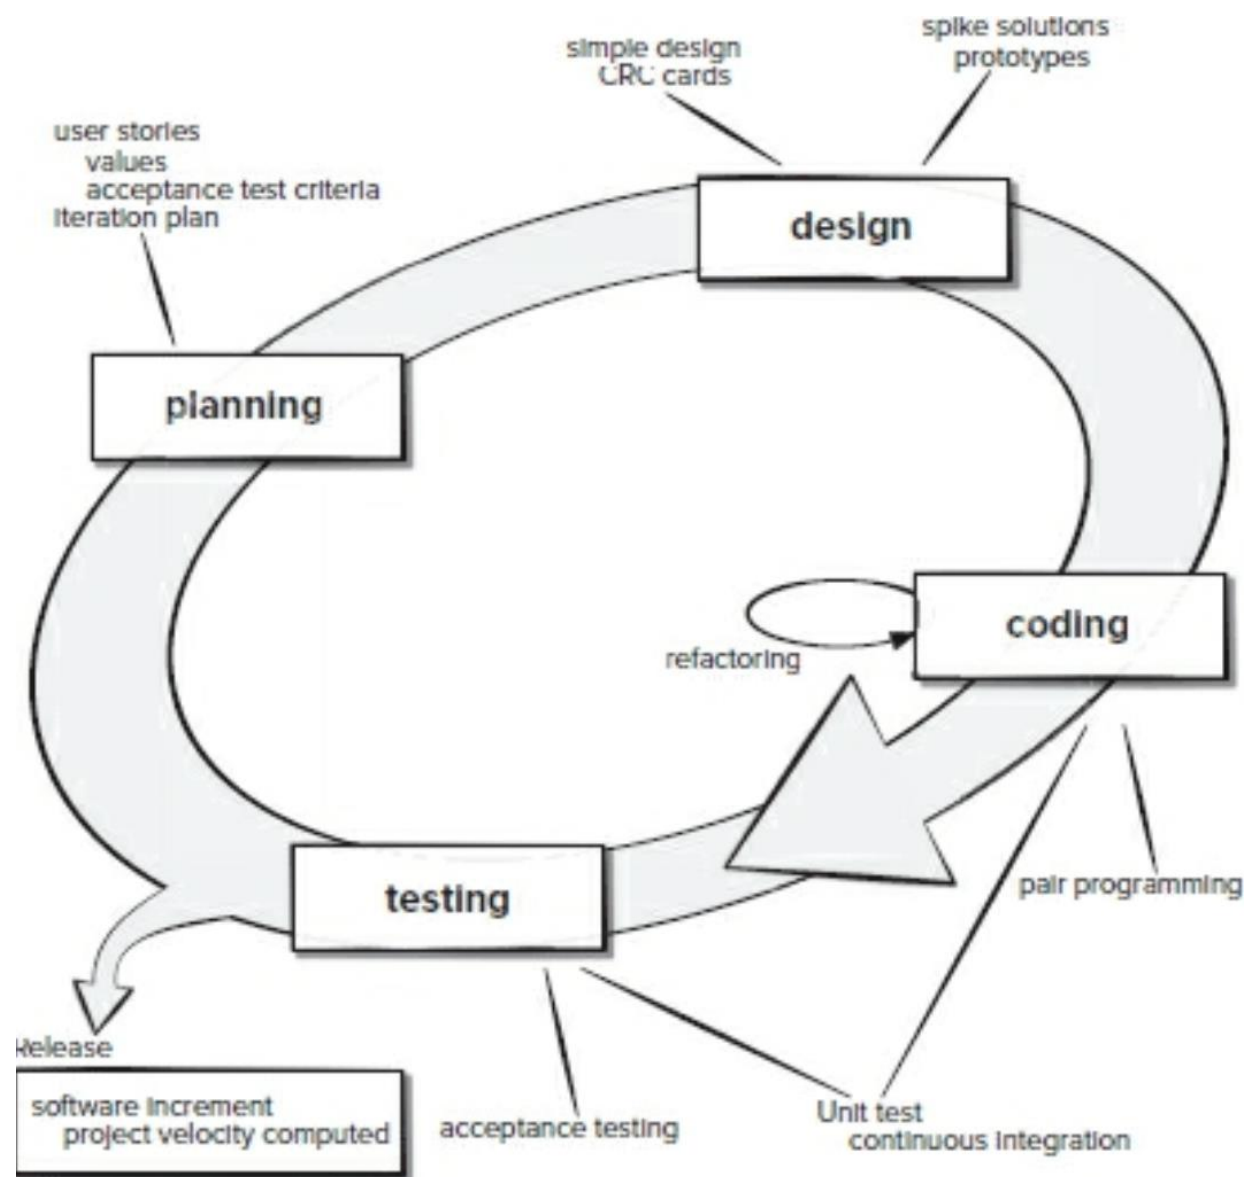 simple design
CRC cards
spike solutions
prototypes
user stories
values
acceptance test criteria
iteration plan
design
planning
coding
refactoring
testing
pair programming
Release
software increment
project velocity computed
acceptance testing
Unit test
continuous integration